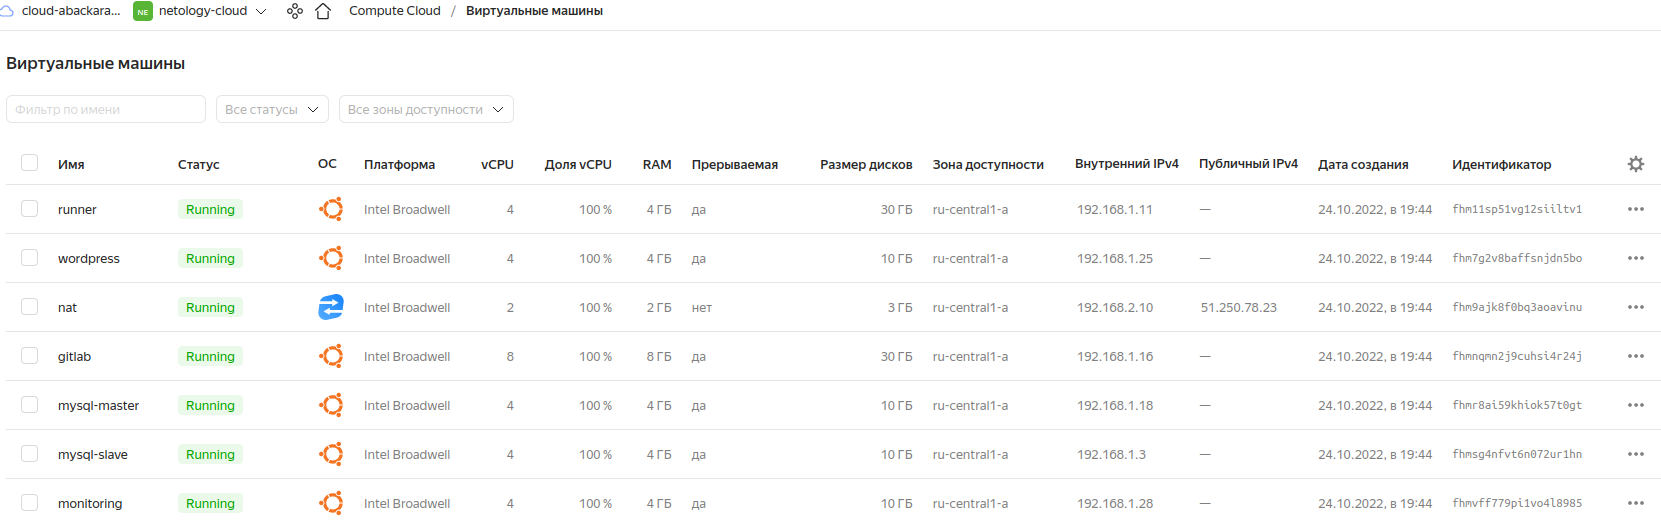 cloud-abackara... NE netology-cloud Compute Cloud / Виртуальные машины
Виртуальные машины
Фильтр по имени Все статусы Все зоны доступности
Имя Статус ОС Платформа vCPU Доля vCPU RAM Прерываемая Размер дисков Зона доступности Внутренний IPv4 Публичный IPv4 Дата создания Идентификатор
runner Running Intel Broadwell 4 100 % 4 ГБ да 30 ГБ ru-central1-a 192.168.1.11 — 24.10.2022, в 19:44 fhm11sp51vg12siiltv1
wordpress Running Intel Broadwell 4 100 % 4 ГБ да 10 ГБ ru-central1-a 192.168.1.25 — 24.10.2022, в 19:44 fhm7g2v8baffsnjdn5bo
nat Running Intel Broadwell 2 100 % 2 ГБ нет 3 ГБ ru-central1-a 192.168.2.10 51.250.78.23 24.10.2022, в 19:44 fhm9ajk8f0bq3aoavinu
gitlab Running Intel Broadwell 8 100 % 8 ГБ да 30 ГБ ru-central1-a 192.168.1.16 — 24.10.2022, в 19:44 fhmnqmn2j9cuhsi4r24j
mysql-master Running Intel Broadwell 4 100 % 4 ГБ да 10 ГБ ru-central1-a 192.168.1.18 — 24.10.2022, в 19:44 fhmr8ai59khiok57t0gt
mysql-slave Running Intel Broadwell 4 100 % 4 ГБ да 10 ГБ ru-central1-a 192.168.1.3 — 24.10.2022, в 19:44 fhmsg4nfvt6n072ur1hn
monitoring Running Intel Broadwell 4 100 % 4 ГБ да 10 ГБ ru-central1-a 192.168.1.28 — 24.10.2022, в 19:44 fhmvff779pi1vo4l8985